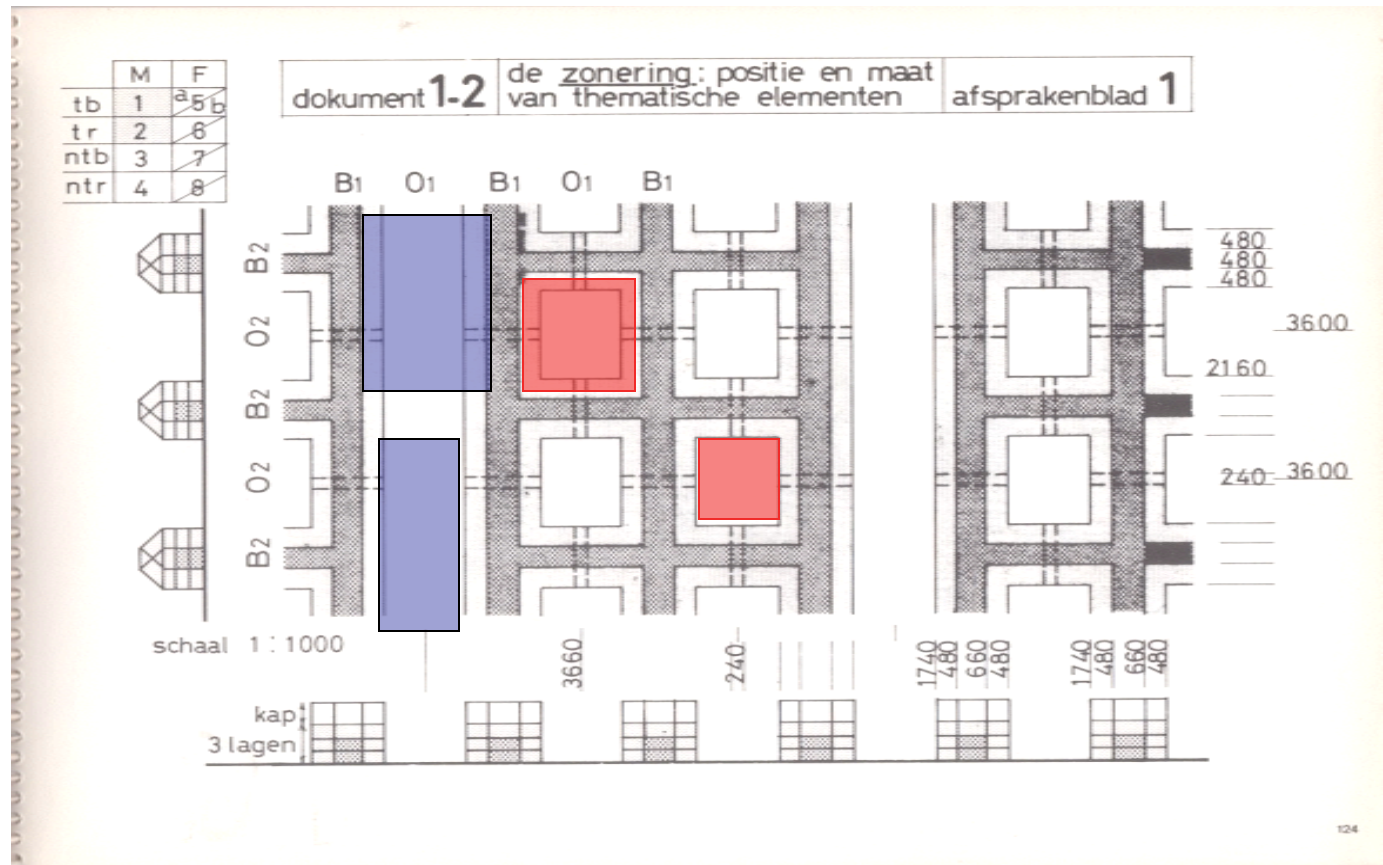 M F
tb 1 a5b
tr 2 6
ntb 3 7
ntr 4 8
dokument 1-2
de zonering: positie en maat
van thematische elementen
afsprakenblad 1
B1 O1 B1 O1 B1
B2
O2
B2
O2
B2
480
480
480
3600
2160
240 3600
schaal 1:1000
3660
240
1740
480
660
480
1740
480
660
480
kap
3 lagen
124